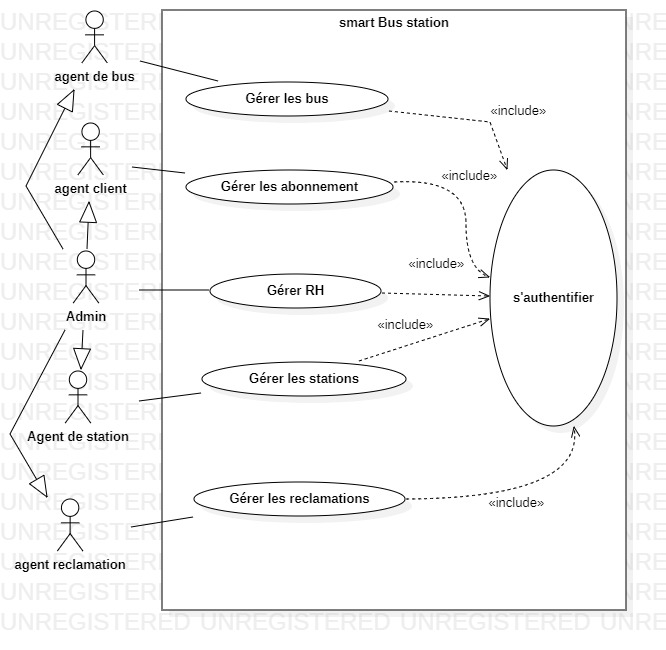 smart Bus station
agent de bus
Gérer les bus
«include»
agent client
Gérer les abonnement
«include»
Admin
Gérer RH
«include»
s'authentifier
Agent de station
Gérer les stations
«include»
agent reclamation
Gérer les reclamations
«include»
UNREGISTERED UNREGISTERED UNREGISTERED UNRE